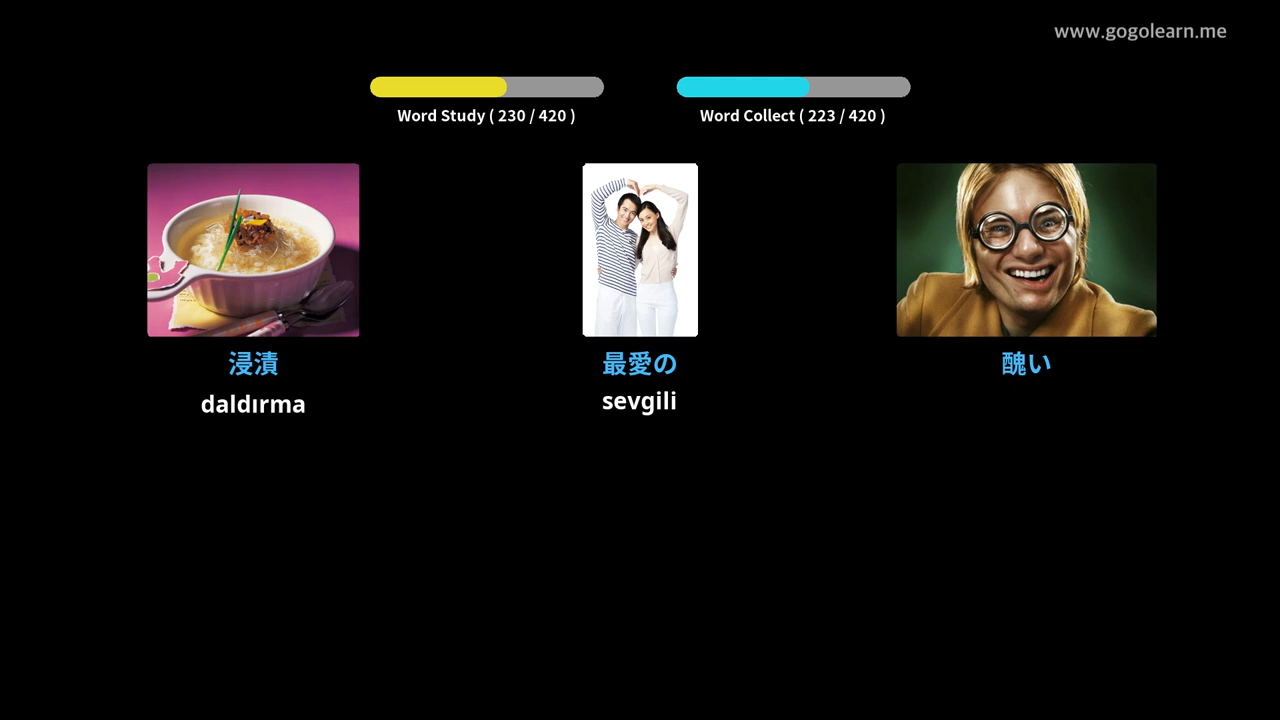 www.gogolearn.me
Word Study ( 230 / 420 )
Word Collect ( 223 / 420 )
浸漬
最愛の
醜い
daldırma
sevgili